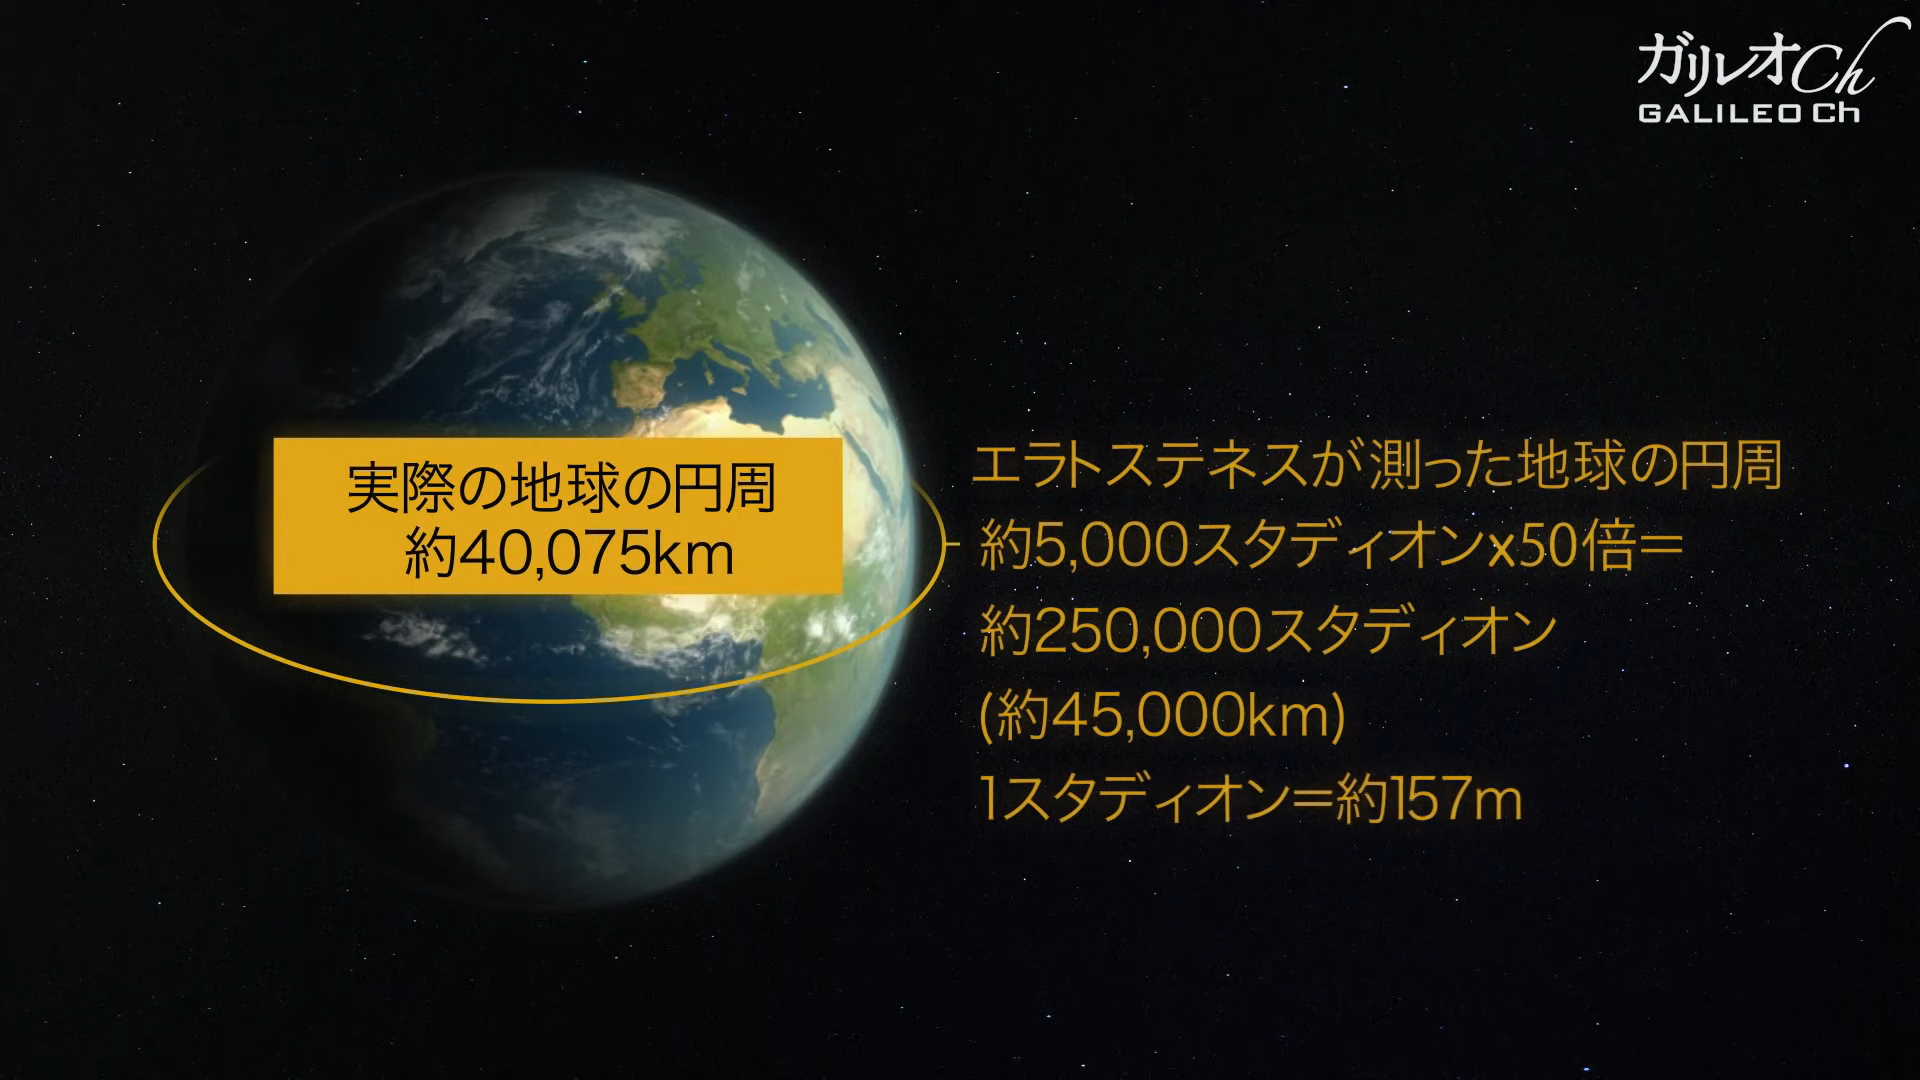 ガリレオCh
GALILEO Ch
実際の地球の円周
約40,075km
エラトステネスが測った地球の円周
約5,000スタディオンx50倍＝
約250,000スタディオン
(約45,000km)
1スタディオン＝約157m